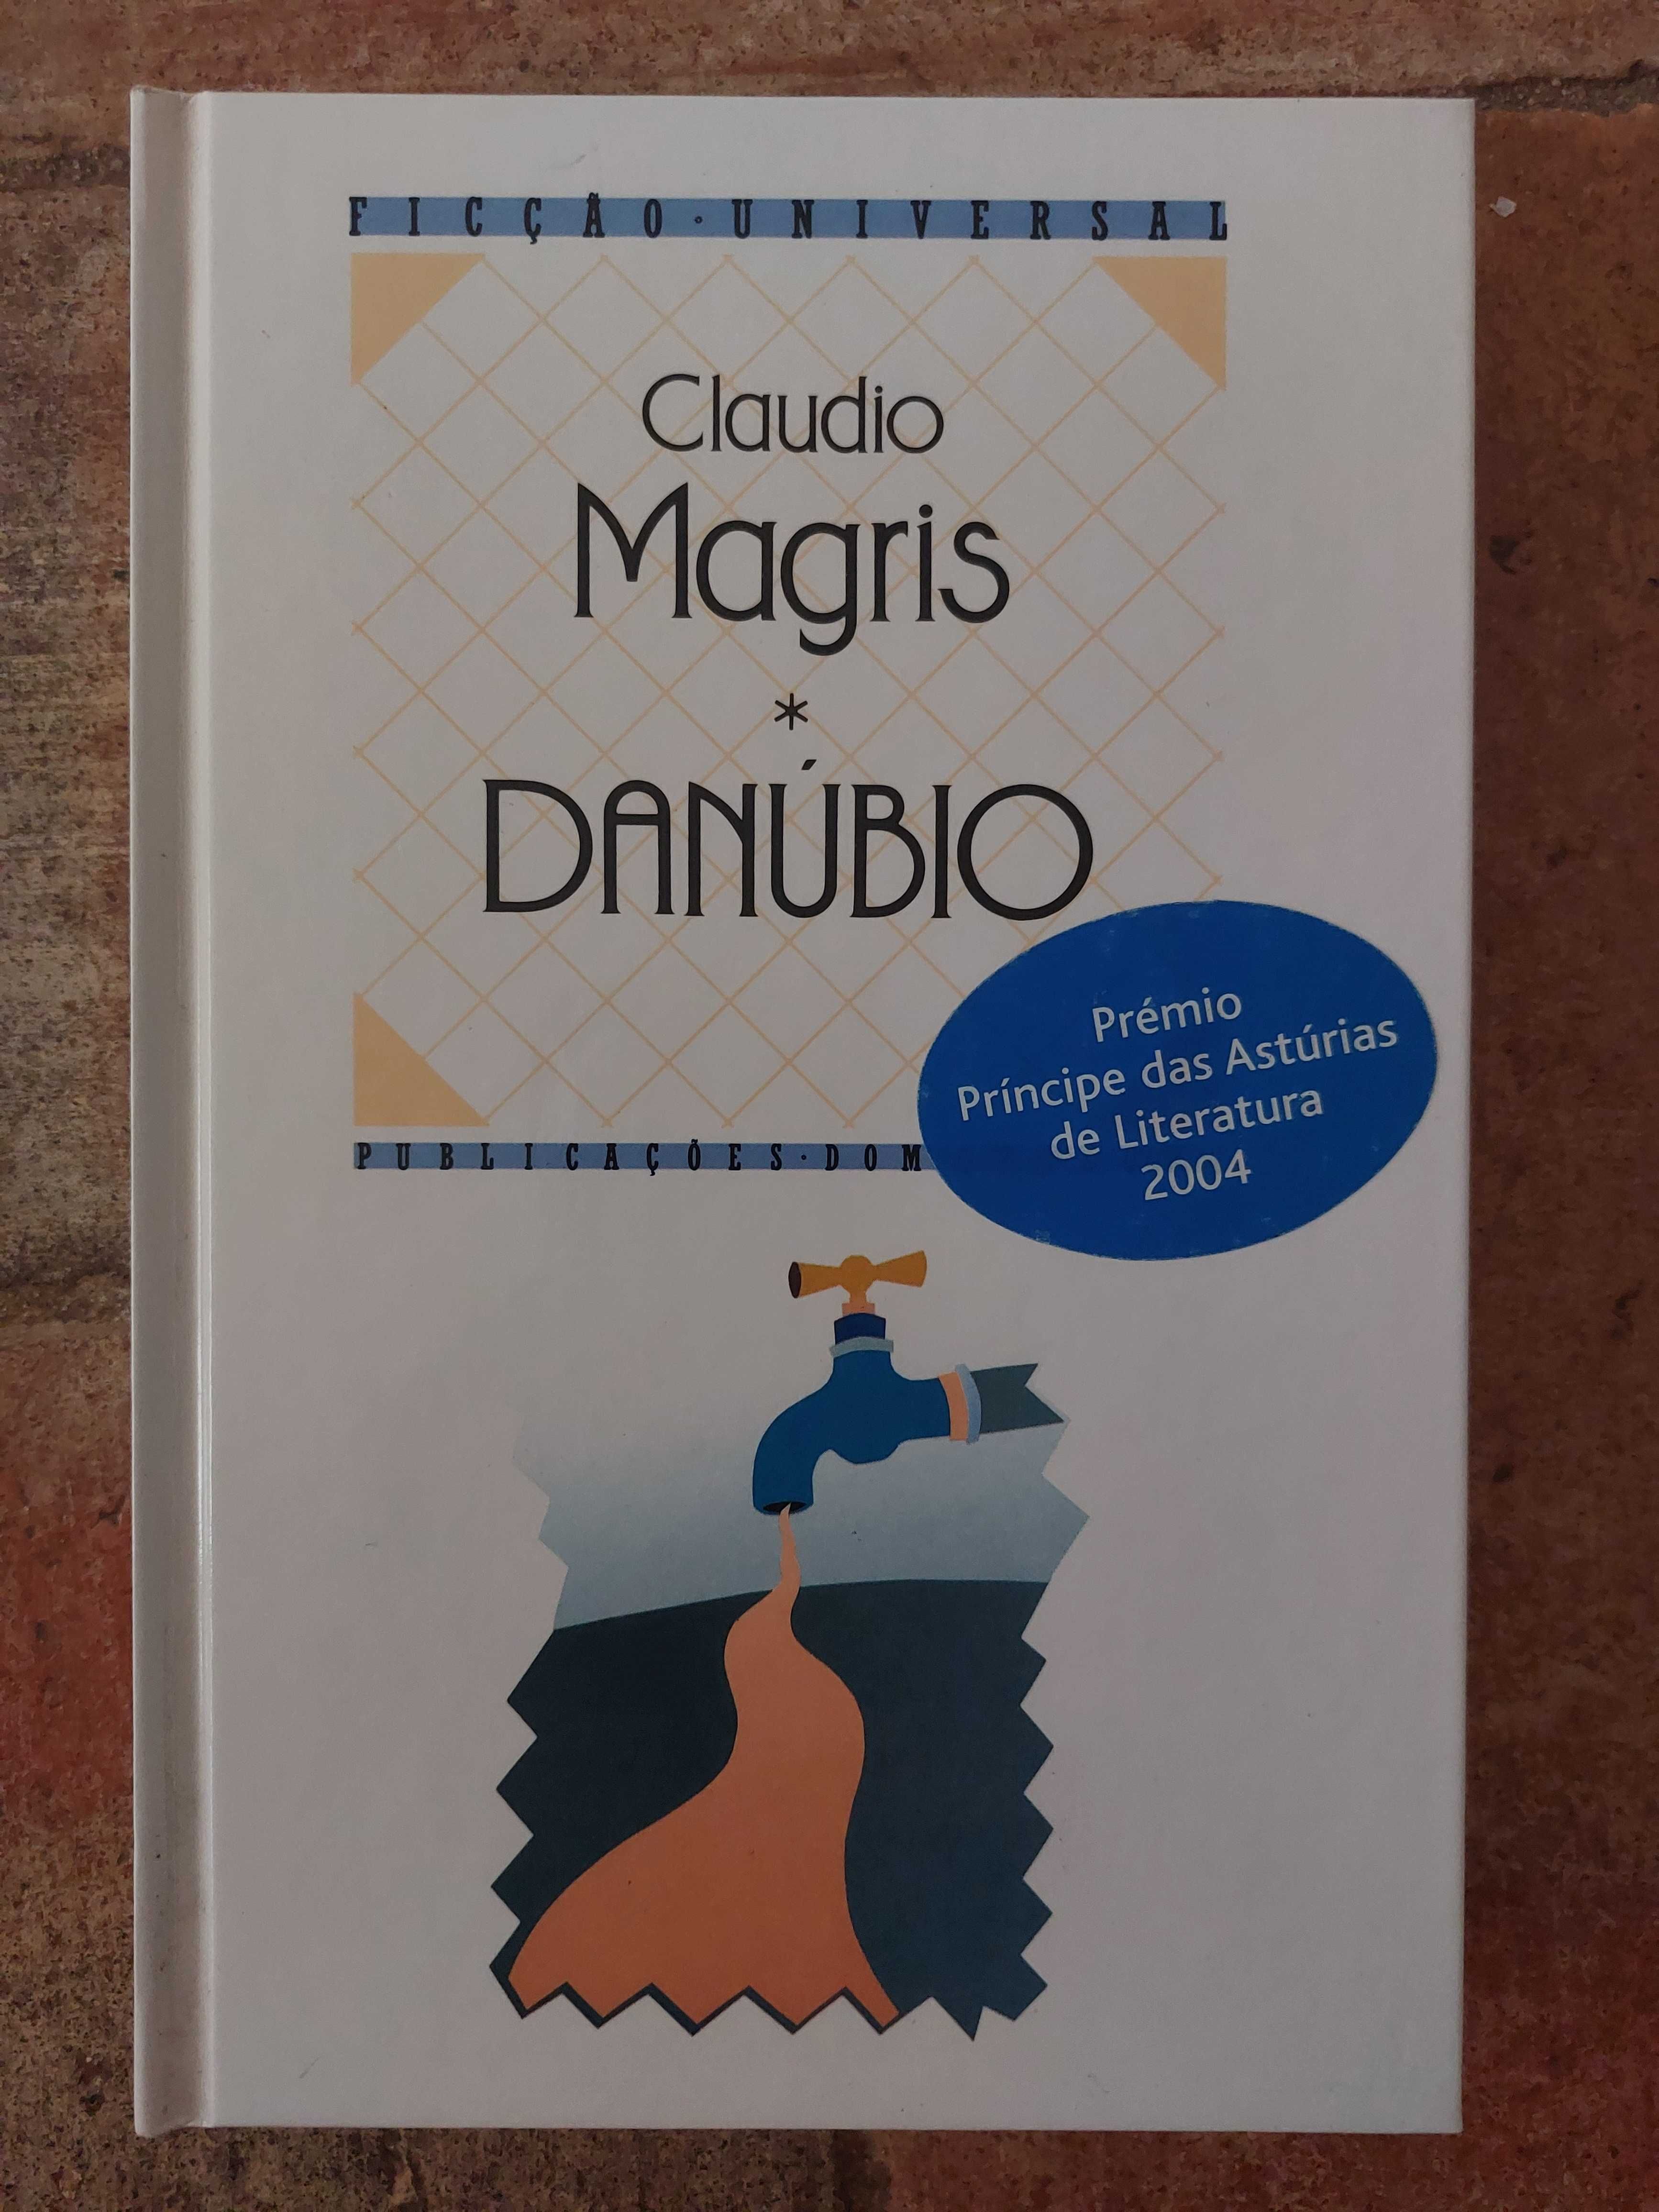 FICÇÃO·UNIVERSAL
Claudio
Magris
*
DANÚBIO
Prémio
Príncipe das Astúrias
de Literatura
2004
PUBLICAÇÕES·DOM